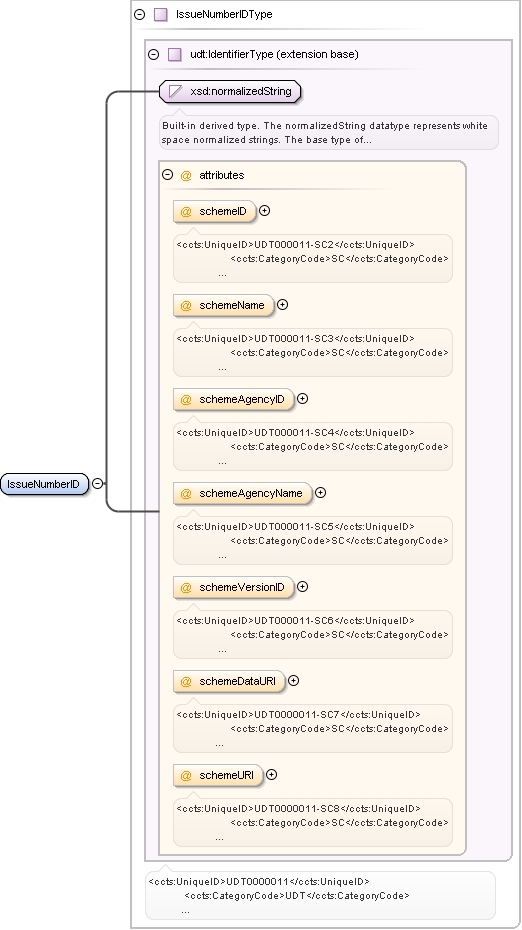 IssueNumberIDType
udt:IdentifierType (extension base)
xsd:normalizedString
Built-in derived type. The normalizedString datatype represents white
space normalized strings. The base type of...
@ attributes
@ schemeID
<ccts:UniqueID>UDT000011-SC2</ccts:UniqueID>
<ccts:CategoryCode>SC</ccts:CategoryCode>
...
@ schemeName
<ccts:UniqueID>UDT000011-SC3</ccts:UniqueID>
<ccts:CategoryCode>SC</ccts:CategoryCode>
...
@ schemeAgencyID
<ccts:UniqueID>UDT000011-SC4</ccts:UniqueID>
<ccts:CategoryCode>SC</ccts:CategoryCode>
...
IssueNumberID
@ schemeAgencyName
<ccts:UniqueID>UDT000011-SC5</ccts:UniqueID>
<ccts:CategoryCode>SC</ccts:CategoryCode>
...
@ schemeVersionID
<ccts:UniqueID>UDT000011-SC6</ccts:UniqueID>
<ccts:CategoryCode>SC</ccts:CategoryCode>
...
@ schemeDataURI
<ccts:UniqueID>UDT0000011-SC7</ccts:UniqueID>
<ccts:CategoryCode>SC</ccts:CategoryCode>
...
@ schemeURI
<ccts:UniqueID>UDT0000011-SC8</ccts:UniqueID>
<ccts:CategoryCode>SC</ccts:CategoryCode>
...
<ccts:UniqueID>UDT0000011</ccts:UniqueID>
<ccts:CategoryCode>UDT</ccts:CategoryCode>
...